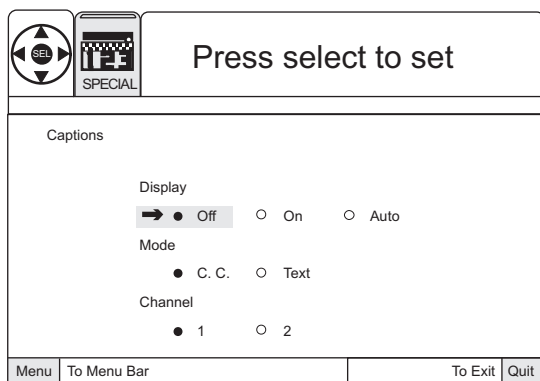 SEL
SPECIAL
Press select to set
Captions
Display
Off On Auto
Mode
C. C. Text
Channel
1 2
Menu To Menu Bar To Exit Quit